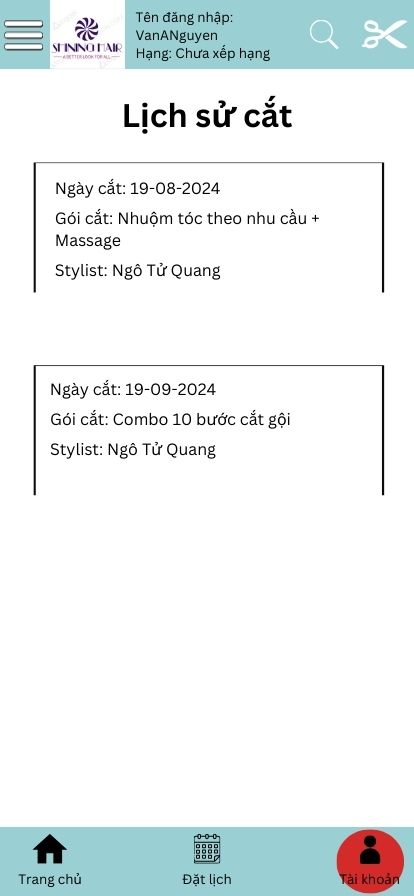 Tên đăng nhập:
VanANguyen
Hạng: Chưa xếp hạng
SPINNO HAIR
A BETTER LOOK FOR ALL
Lịch sử cắt
Ngày cắt: 19-08-2024
Gói cắt: Nhuộm tóc theo nhu cầu +
Massage
Stylist: Ngô Tử Quang
Ngày cắt: 19-09-2024
Gói cắt: Combo 10 bước cắt gội
Stylist: Ngô Tử Quang
Trang chủ
Đặt lịch
Tài khoản